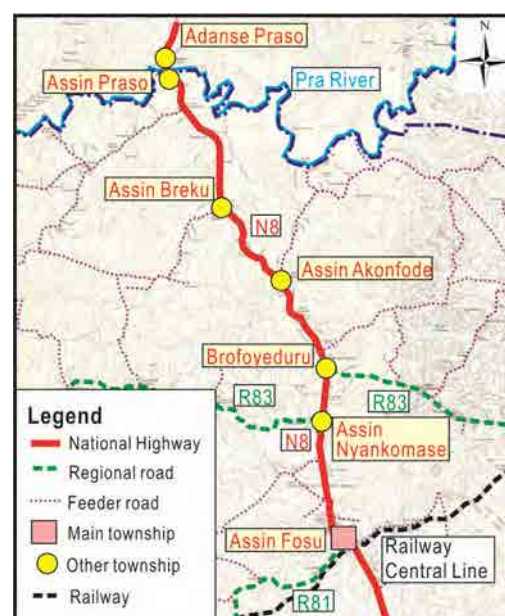 N
Adanse Praso
Assin Praso
Pra River
Assin Breku
N8
Assin Akonfode
Brofoyeduru
R83
R83
N8
Assin
Nyankomase
Assin Fosu
Railway
Central Line
R81
Legend
National Highway
Regional road
Feeder road
Main township
Other township
Railway